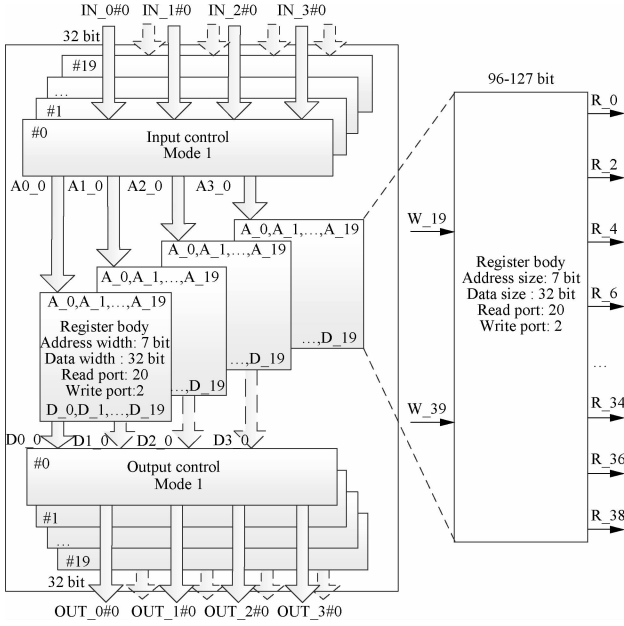 IN_0#0 IN_1#0 IN_2#0 IN_3#0
32 bit
#19
...
#1
#0
Input control
Mode 1
A0_0 A1_0 A2_0 A3_0
A_0,A_1,...,A_19
A_0,A_1,...,A_19
A_0,A_1,...,A_19
A_0,A_1,...,A_19
Register body
Address width: 7 bit
Data width : 32 bit
Read port: 20
Write port:2
D_0,D_1,...,D_19
...,D_19
...,D_19
...,D_19
D0_0 D1_0 D2_0 D3_0
#0
Output control
Mode 1
#1
...
#19
32 bit
OUT_0#0 OUT_1#0 OUT_2#0 OUT_3#0
96-127 bit
W_19
W_39
Register body
Address size: 7 bit
Data size : 32 bit
Read port: 20
Write port: 2
R_0
R_2
R_4
R_6
...
R_34
R_36
R_38